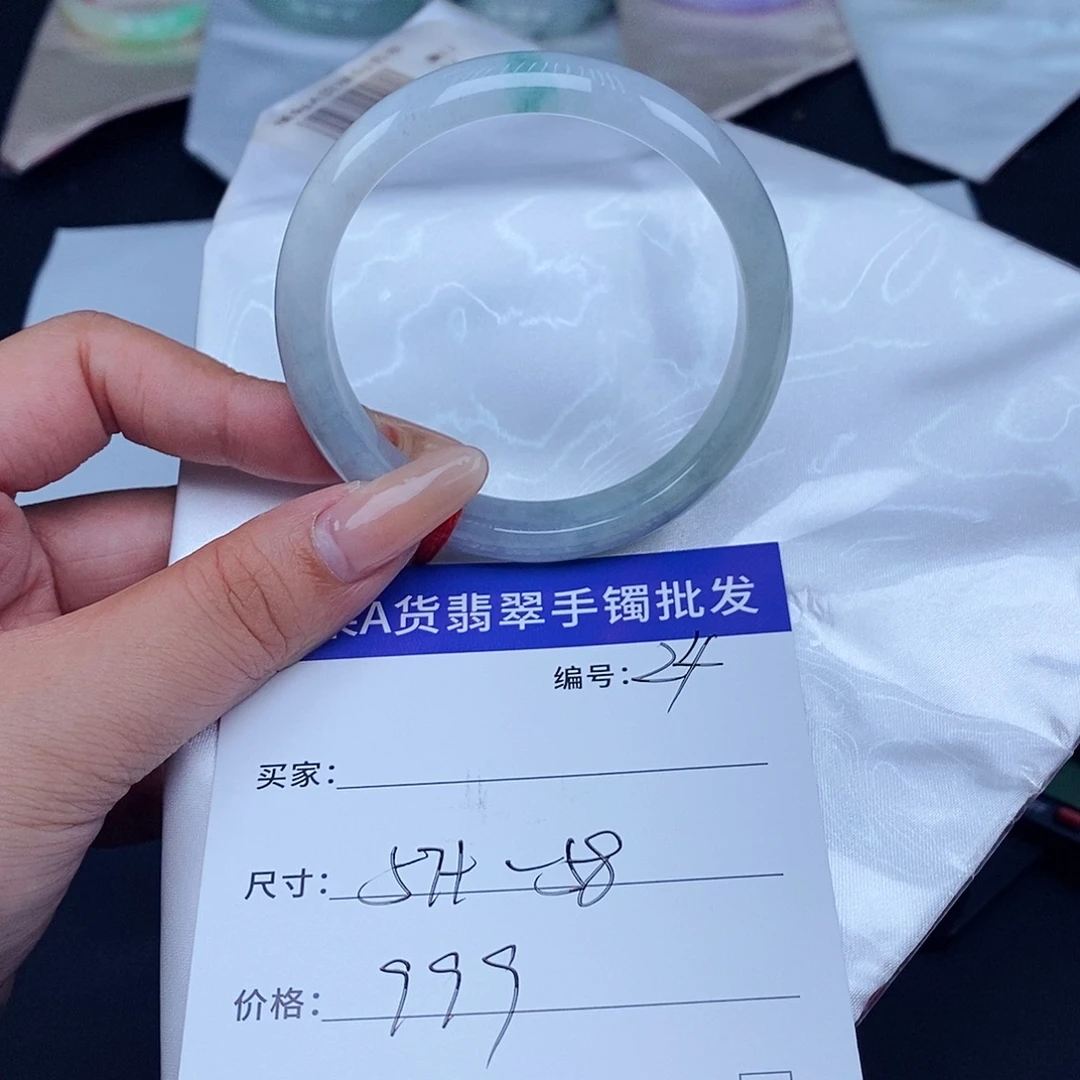 A货翡翠手镯批发
编号：24
买家：
尺寸：57+ -58
价格：999